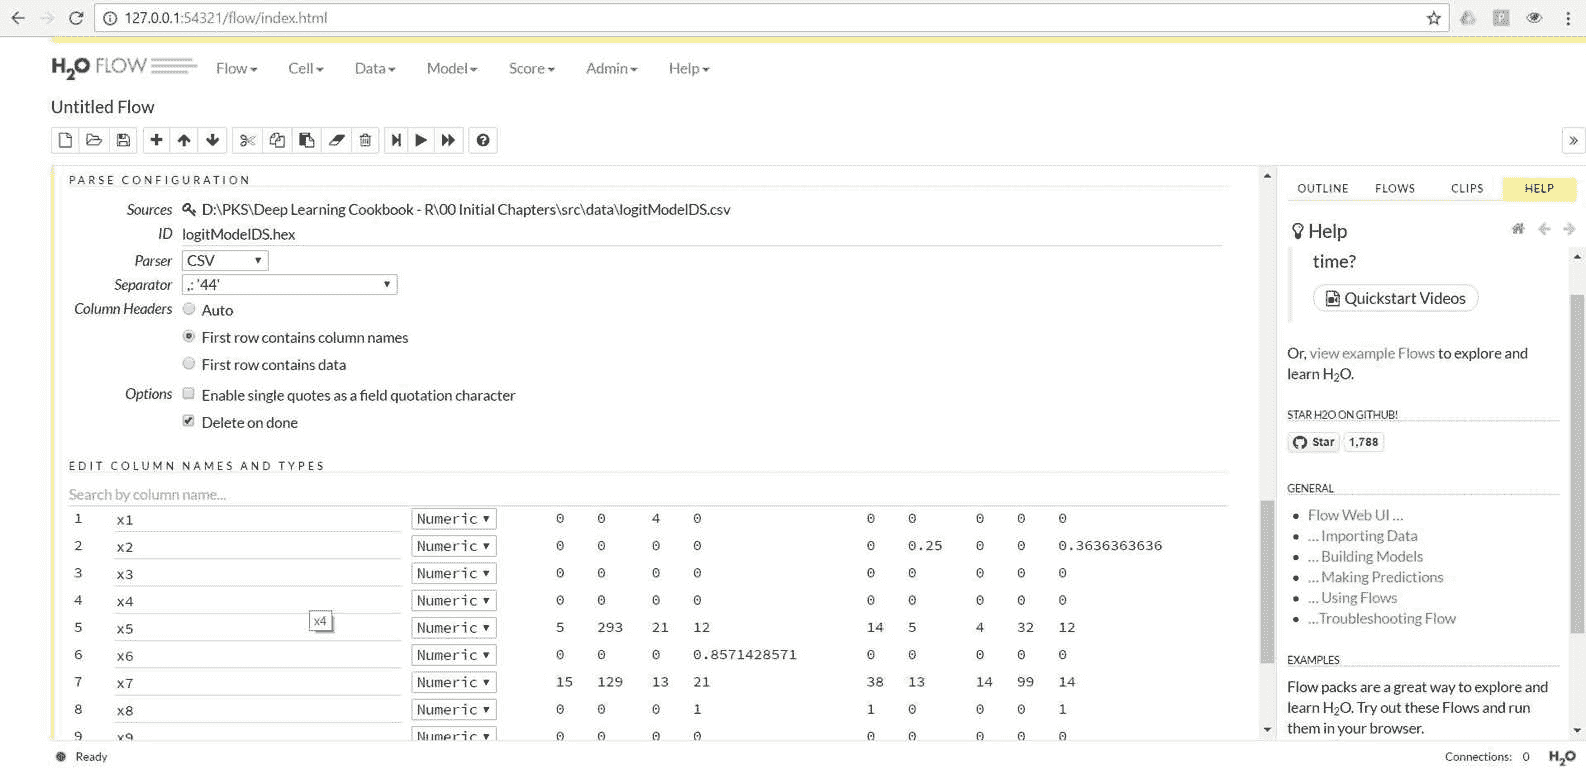 127.0.0.1:54321/flow/index.html
H2O FLOW Flow Cell Data Model Score Admin Help
Untitled Flow
PARSE CONFIGURATION
Sources D:\PKS\Deep Learning Cookbook - R\00 Initial Chapters\src\data\logitModelDS.csv
ID logitModelDS.hex
Parser CSV
Separator ,: '44'
Column Headers Auto
First row contains column names
First row contains data
Options Enable single quotes as a field quotation character
Delete on done
EDIT COLUMN NAMES AND TYPES
Search by column name...
1 x1 Numeric 0 0 4 0 0 0 0 0 0
2 x2 Numeric 0 0 0 0 0 0.25 0 0 0.3636363636
3 x3 Numeric 0 0 0 0 0 0 0 0 0
4 x4 Numeric 0 0 0 0 0 0 0 0 0
x4
5 x5 Numeric 5 293 21 12 14 5 4 32 12
6 x6 Numeric 0 0 0 0.8571428571 0 0 0 0 0
7 x7 Numeric 15 129 13 21 38 13 14 99 14
8 x8 Numeric 0 0 0 1 1 0 0 0 1
9 x9 Numeric 0 0 0 0 0 0 0 0 0
OUTLINE FLOWS CLIPS HELP
Help
time?
Quickstart Videos
Or, view example Flows to explore and
learn H2O.
STAR H2O ON GITHUB!
Star 1,788
GENERAL
Flow Web UI ...
... Importing Data
... Building Models
... Making Predictions
... Using Flows
...Troubleshooting Flow
EXAMPLES
Flow packs are a great way to explore and
learn H2O. Try out these Flows and run
them in your browser.
Ready
Connections: 0 H2O